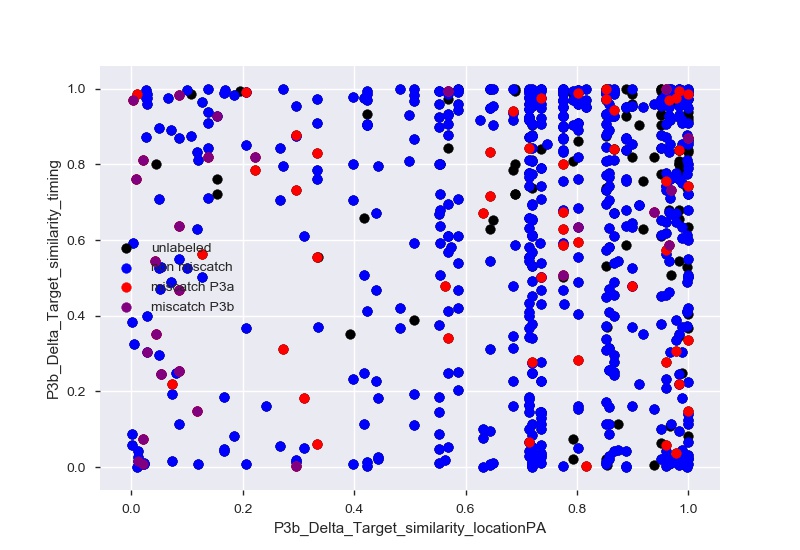 P3b_Delta_Target_similarity_timing
1.0
0.8
0.6
0.4
0.2
0.0
unlabeled
non miscatch
miscatch P3a
miscatch P3b
0.0 0.2 0.4 0.6 0.8 1.0
P3b_Delta_Target_similarity_locationPA